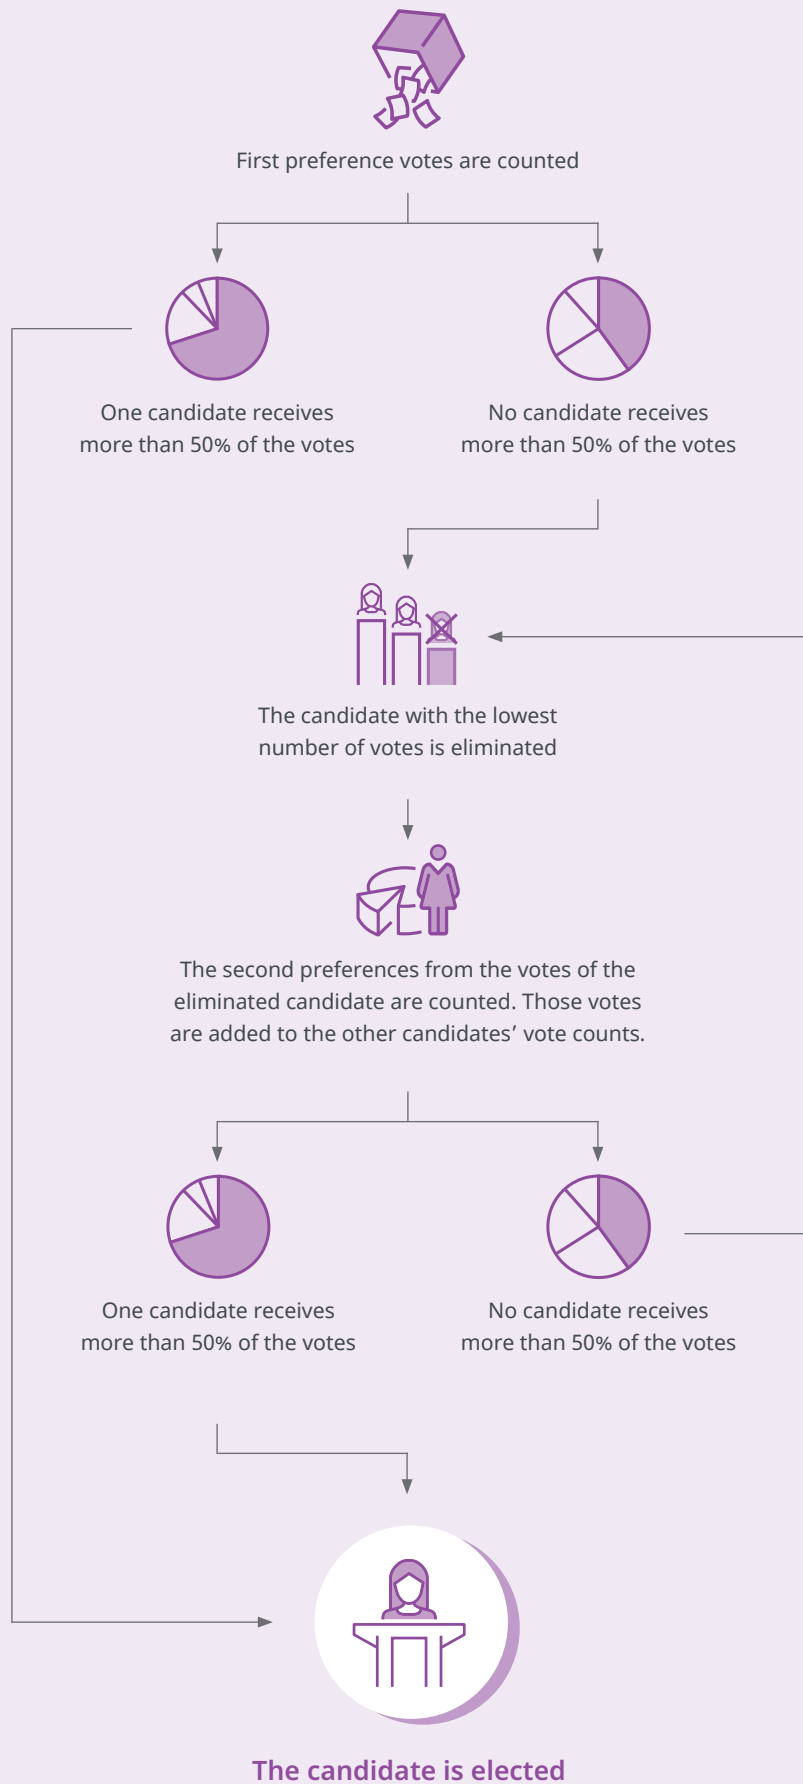 First preference votes are counted
One candidate receives
more than 50% of the votes
No candidate receives
more than 50% of the votes
The candidate with the lowest
number of votes is eliminated
The second preferences from the votes of the
eliminated candidate are counted. Those votes
are added to the other candidates’ vote counts.
One candidate receives
more than 50% of the votes
No candidate receives
more than 50% of the votes
The candidate is elected